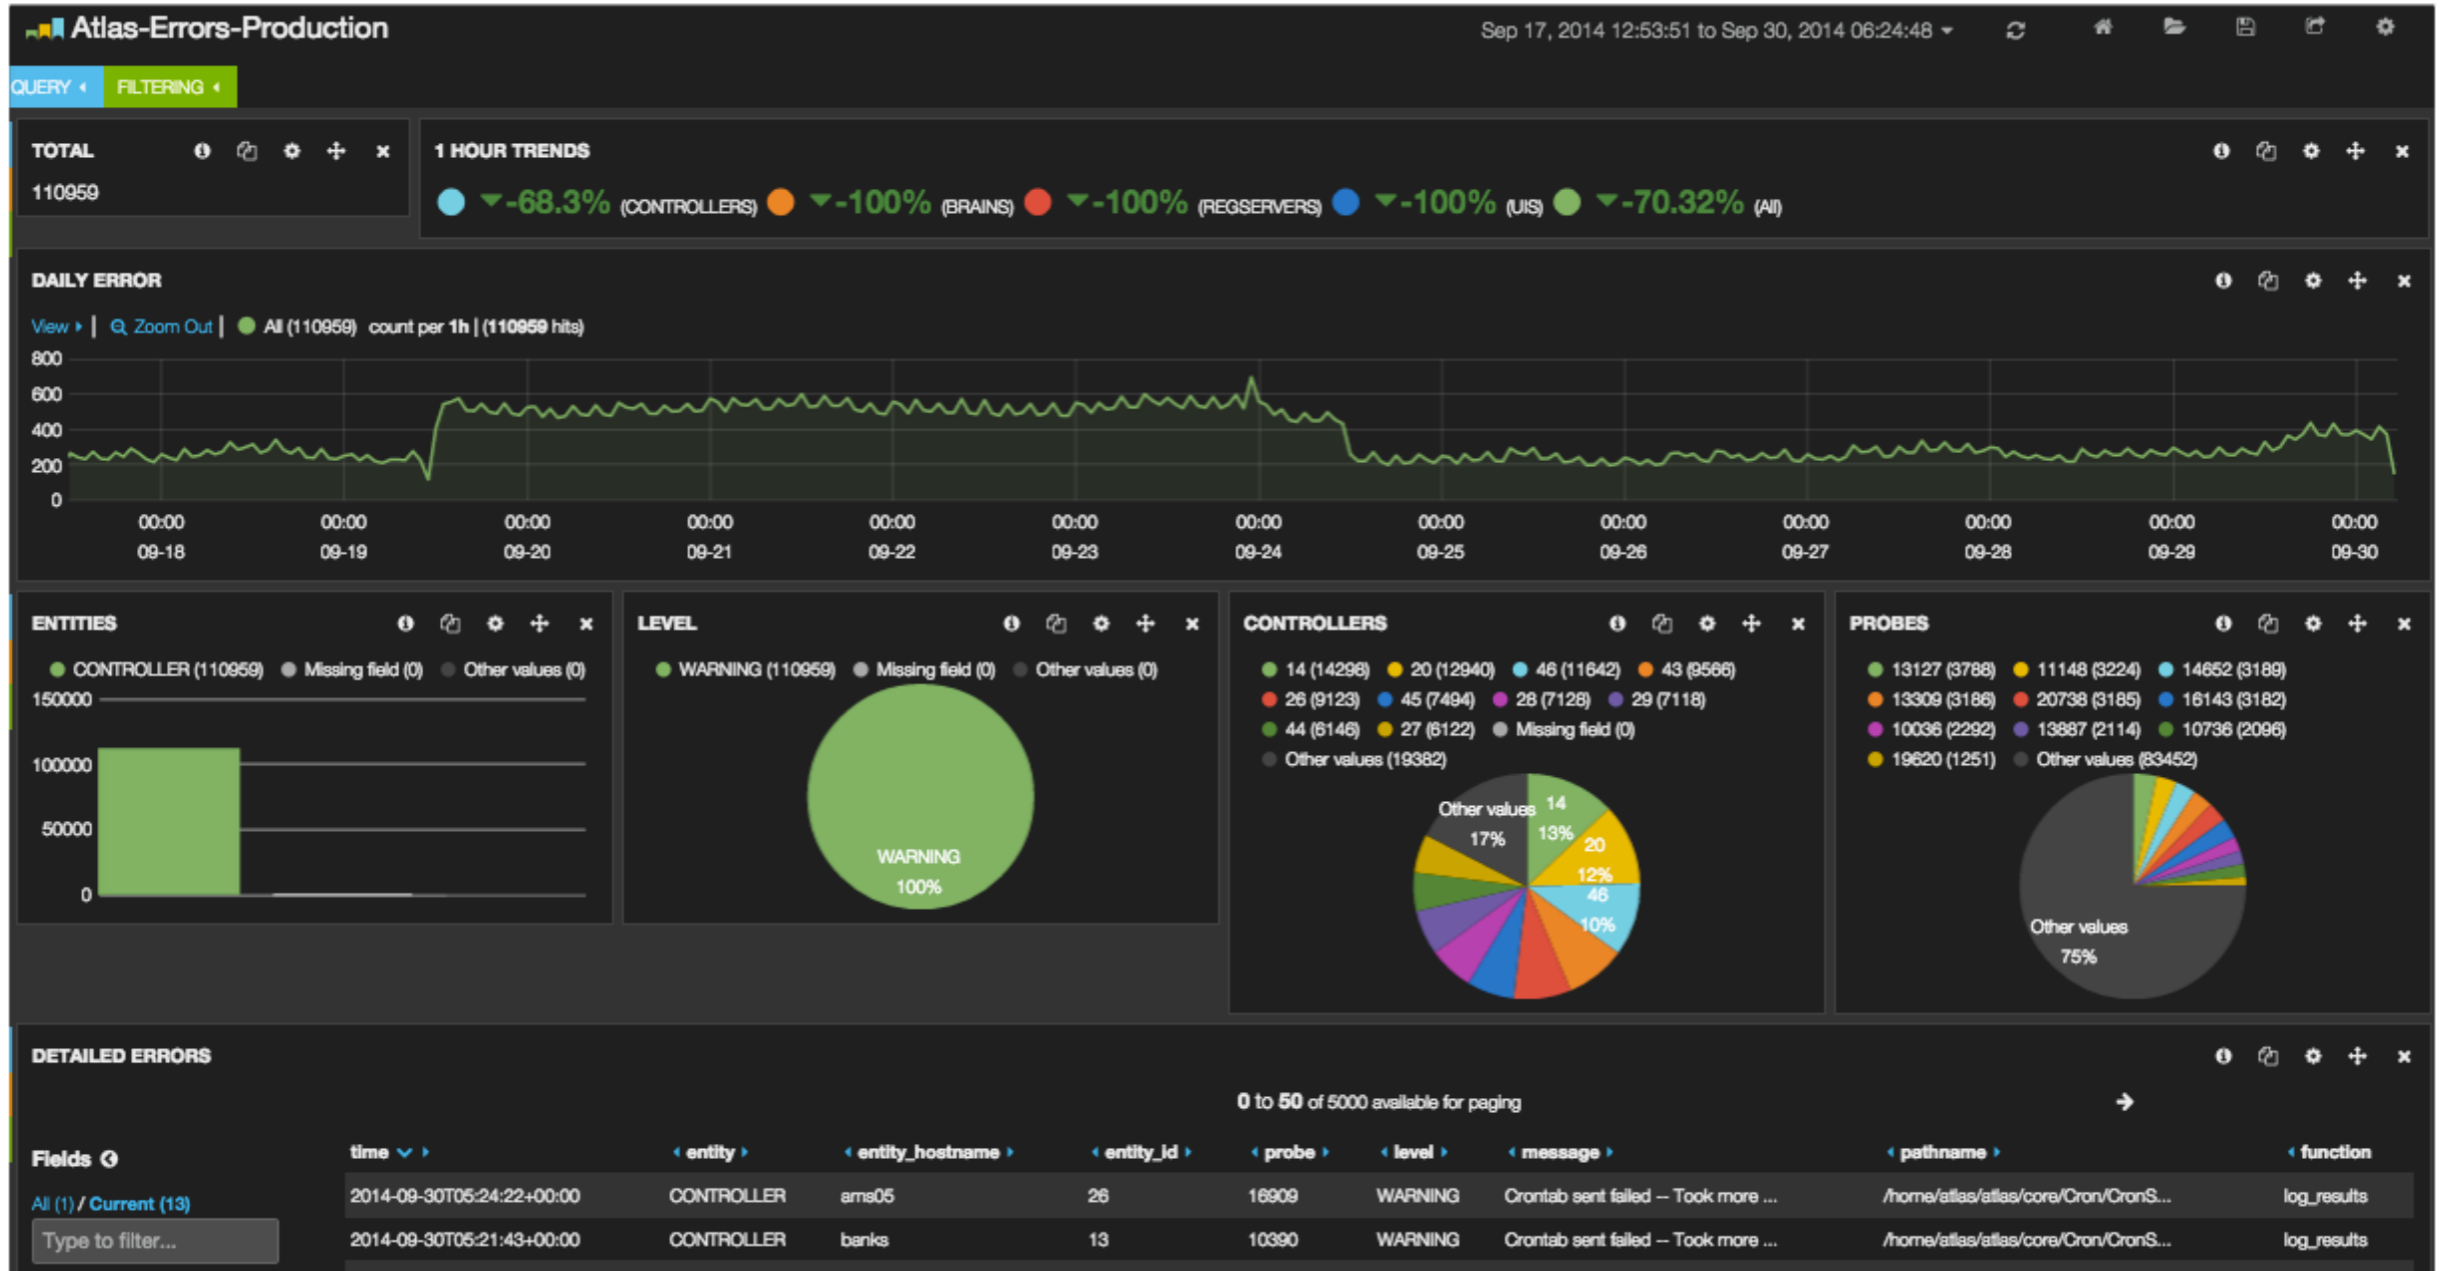 Atlas-Errors-Production
Sep 17, 2014 12:53:51 to Sep 30, 2014 06:24:48
QUERY FILTERING
TOTAL
110959
1 HOUR TRENDS
-68.3% (CONTROLLERS) -100% (BRAINS) -100% (REGSERVERS) -100% (UIS) -70.32% (All)
DAILY ERROR
View | Zoom Out | All (110959) count per 1h | (110959 hits)
800
600
400
200
0
00:00 00:00 00:00 00:00 00:00 00:00 00:00 00:00 00:00 00:00 00:00 00:00 00:00
09-18 09-19 09-20 09-21 09-22 09-23 09-24 09-25 09-26 09-27 09-28 09-29 09-30
ENTITIES
CONTROLLER (110959) Missing field (0) Other values (0)
150000
100000
50000
0
LEVEL
WARNING (110959) Missing field (0) Other values (0)
WARNING
100%
CONTROLLERS
14 (14298) 20 (12940) 46 (11642) 43 (9566)
26 (9123) 45 (7494) 28 (7128) 29 (7118)
44 (6146) 27 (6122) Missing field (0)
Other values (19382)
Other values
17%
14
13%
20
12%
46
10%
PROBES
13127 (3788) 11148 (3224) 14652 (3189)
13309 (3186) 20738 (3185) 16143 (3182)
10036 (2292) 13887 (2114) 10736 (2096)
19620 (1251) Other values (83452)
Other values
75%
DETAILED ERRORS
0 to 50 of 5000 available for paging
Fields
All (1) / Current (13)
Type to filter...
time entity entity_hostname entity_id probe level message pathname function
2014-09-30T05:24:22+00:00 CONTROLLER ams05 26 16909 WARNING Crontab sent failed -- Took more ... /home/atlas/atlas/core/Cron/CronS... log_results
2014-09-30T05:21:43+00:00 CONTROLLER banks 13 10390 WARNING Crontab sent failed -- Took more ... /home/atlas/atlas/core/Cron/CronS... log_results